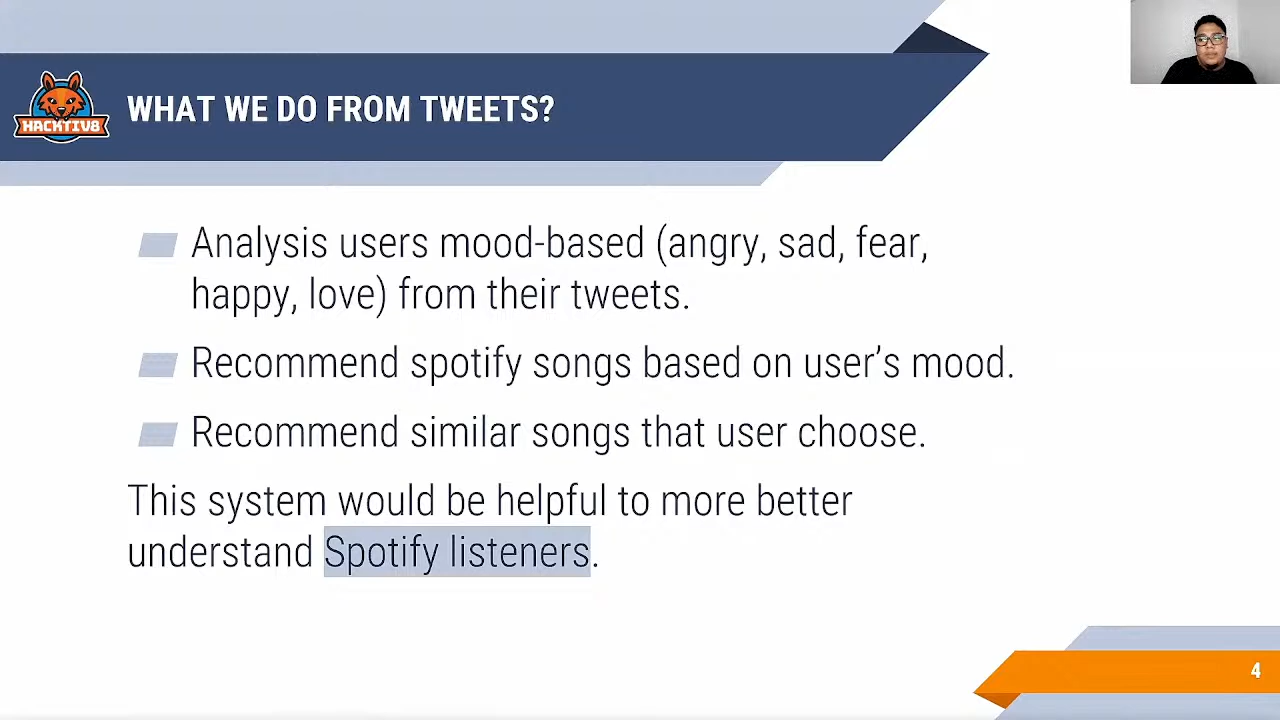 HACKTIV8
WHAT WE DO FROM TWEETS?
Analysis users mood-based (angry, sad, fear,
happy, love) from their tweets.
Recommend spotify songs based on user’s mood.
Recommend similar songs that user choose.
This system would be helpful to more better
understand Spotify listeners.
4